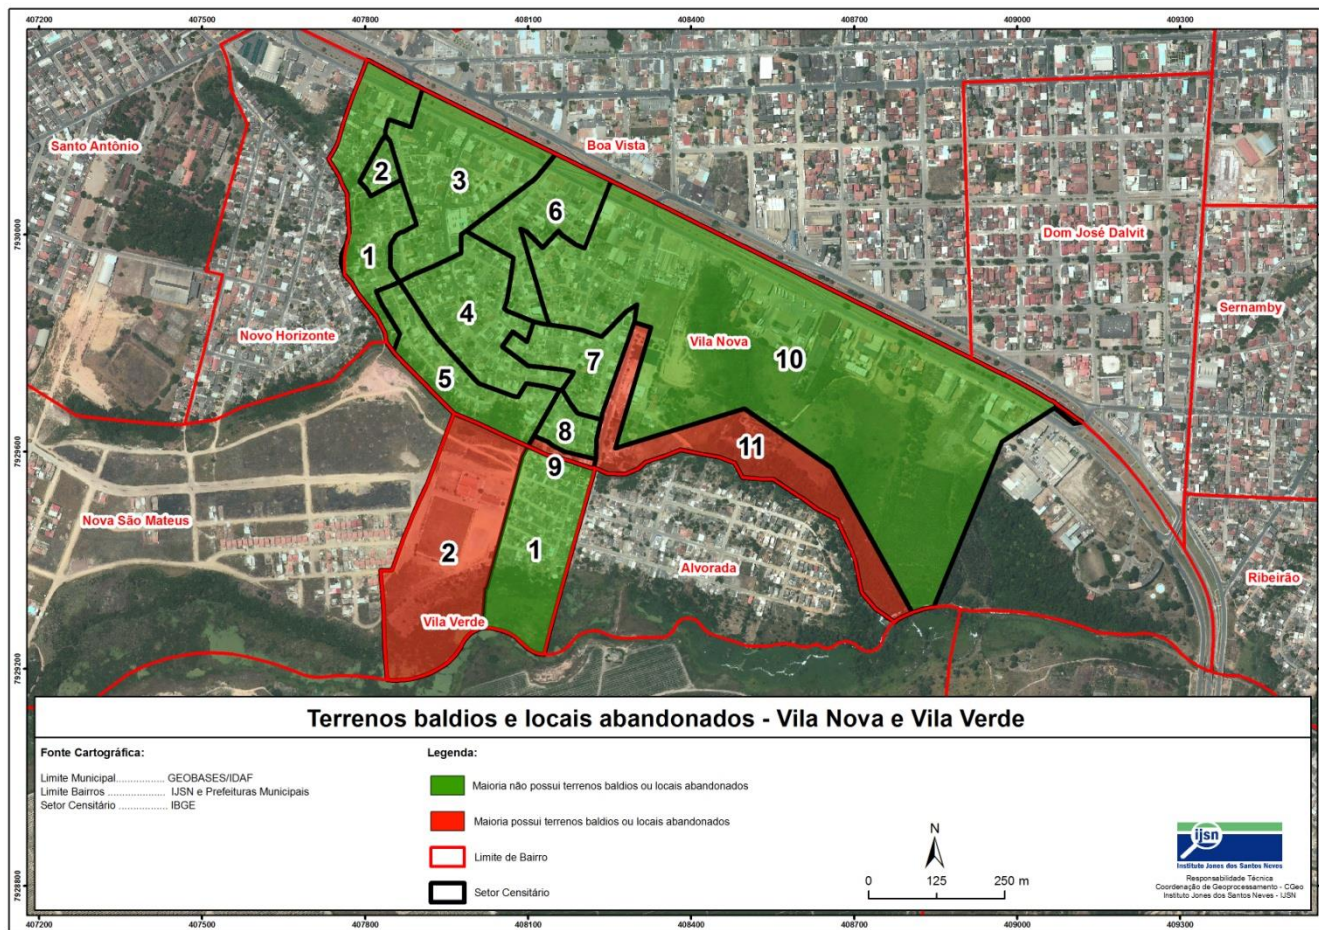 407200 407500 407800 408100 408400 408700 409000 409300
7930000
7929600
7929200
7928800
Santo Antônio
Boa Vista
2
3
6
Dom José Dalvit
1
Sernamby
Novo Horizonte
4
Vila Nova
10
7
5
8
11
9
Nova São Mateus
2
1
Alvorada
Ribeirão
Vila Verde
Terrenos baldios e locais abandonados - Vila Nova e Vila Verde
Fonte Cartográfica:
Limite Municipal................ GEOBASES/IDAF
Limite Bairros ................. IJSN e Prefeituras Municipais
Setor Censitário ................. IBGE
Legenda:
Maioria não possui terrenos baldios ou locais abandonados
Maioria possui terrenos baldios ou locais abandonados
Limite de Bairro
Setor Censitário
N
0 125 250 m
ijsn
Instituto Jones dos Santos Neves
Responsabilidade Técnica
Coordenação de Geoprocessamento - CGeo
Instituto Jones dos Santos Neves - IJSN
407200 407500 407800 408100 408400 408700 409000 409300